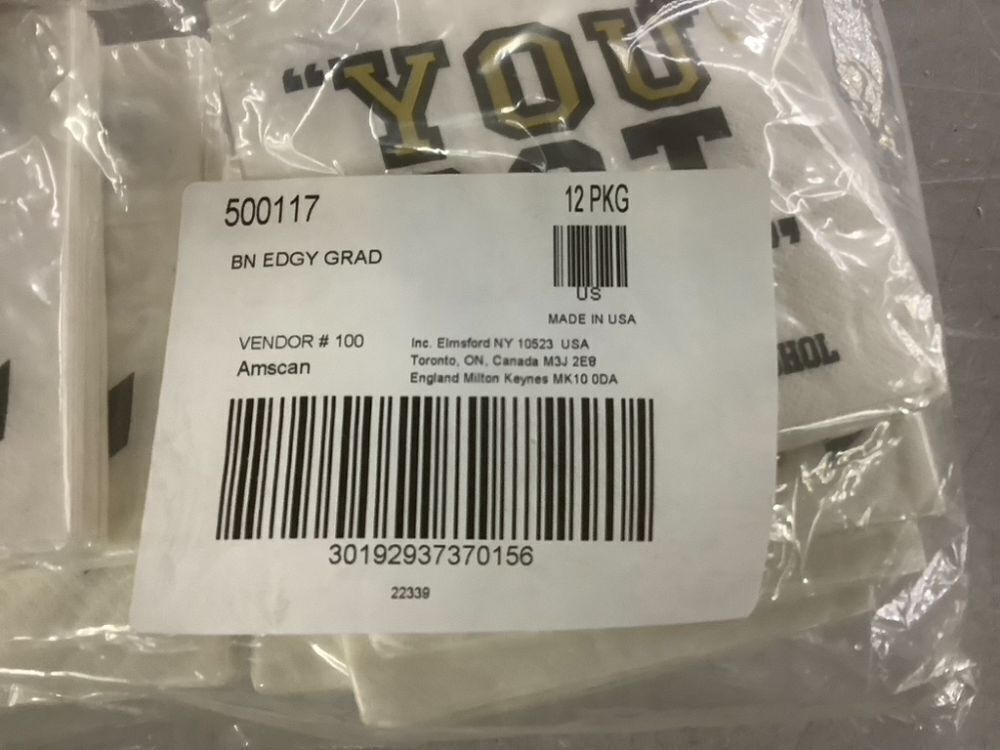 “YOU
500117
12 PKG
BN EDGY GRAD
US
MADE IN USA
VENDOR # 100
Amscan
Inc. Elmsford NY 10523 USA
Toronto, ON, Canada M3J 2E8
England Milton Keynes MK10 0DA
30192937370156
22339